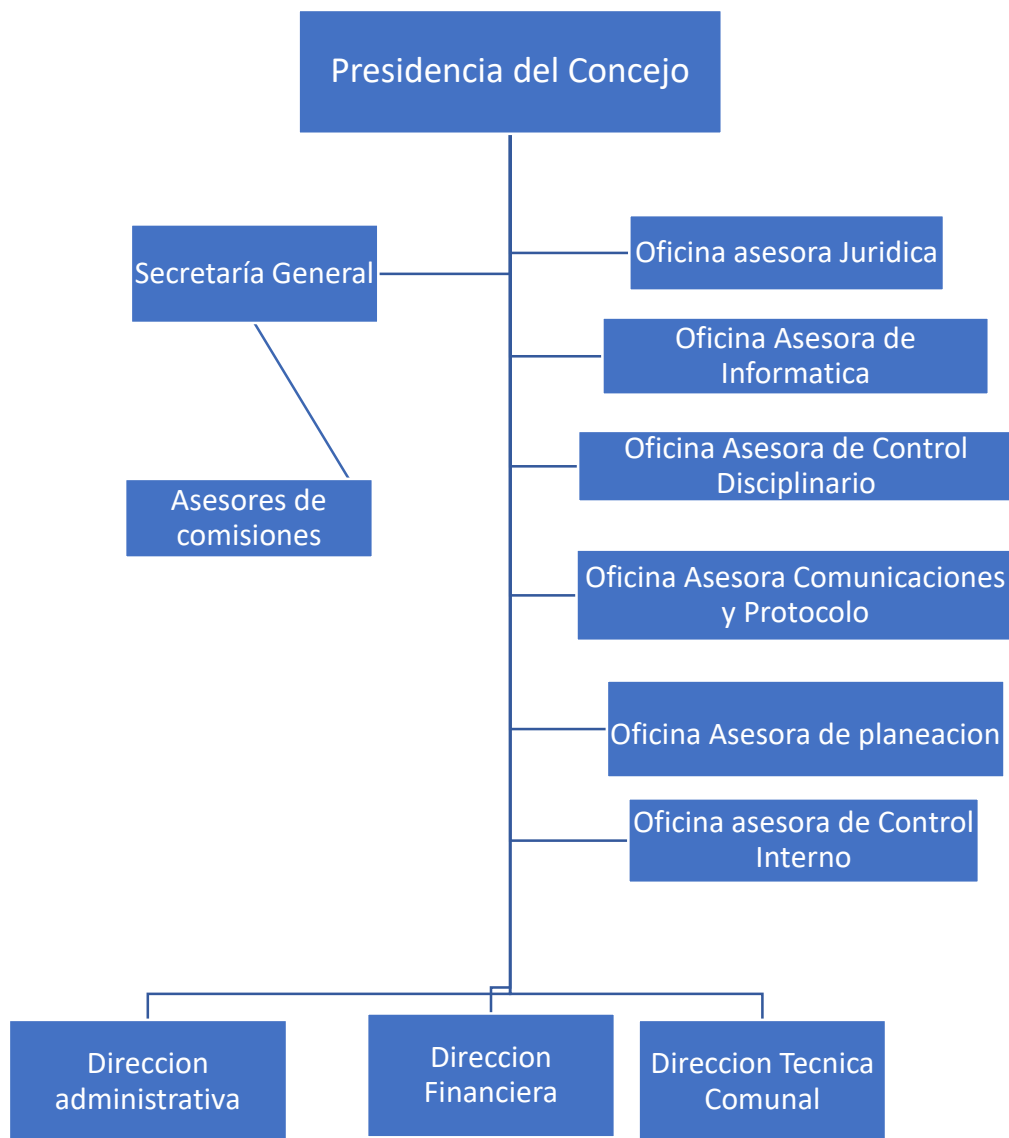 Presidencia del Concejo
Secretaría General
Oficina asesora Juridica
Oficina Asesora de
Informatica
Oficina Asesora de Control
Disciplinario
Asesores de
comisiones
Oficina Asesora Comunicaciones
y Protocolo
Oficina Asesora de planeacion
Oficina asesora de Control
Interno
Direccion
administrativa
Direccion
Financiera
Direccion Tecnica
Comunal